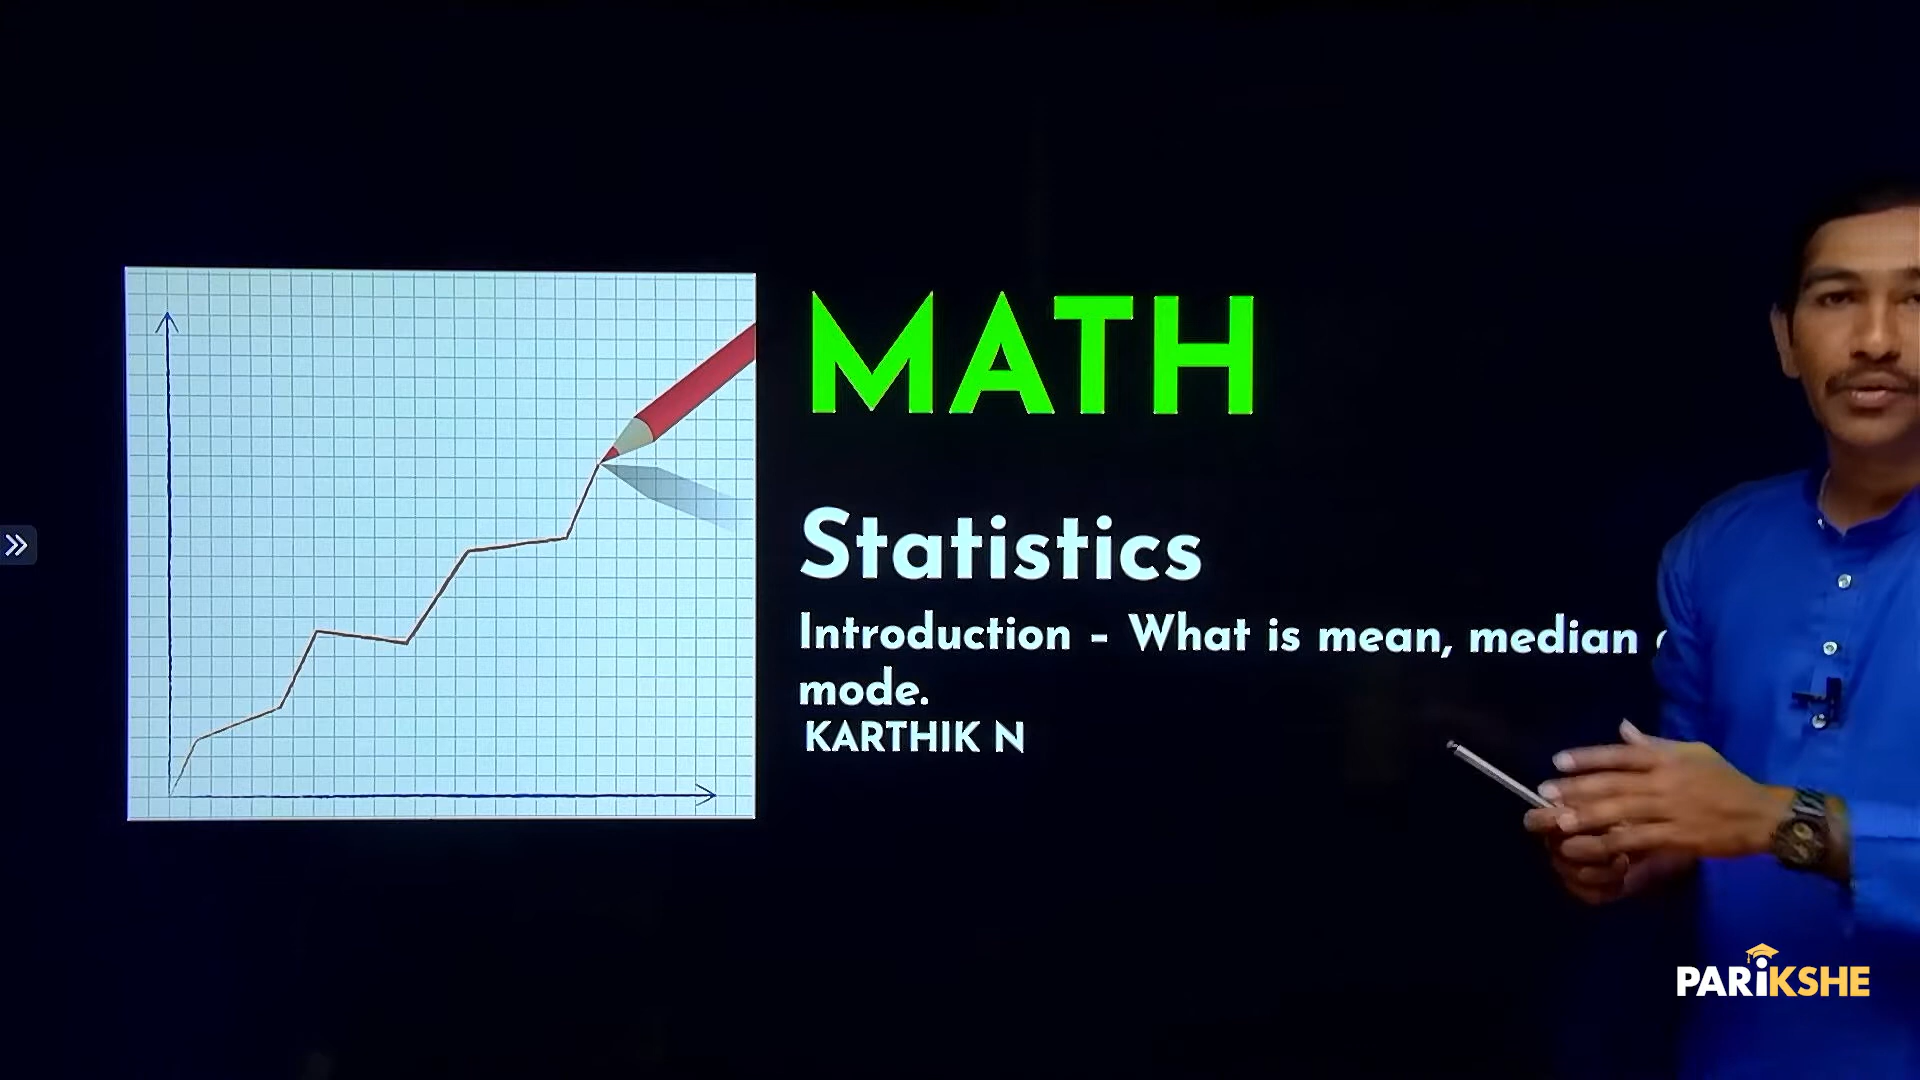 MATH
Statistics
Introduction - What is mean, median
mode.
KARTHIK N
PARIKSHE